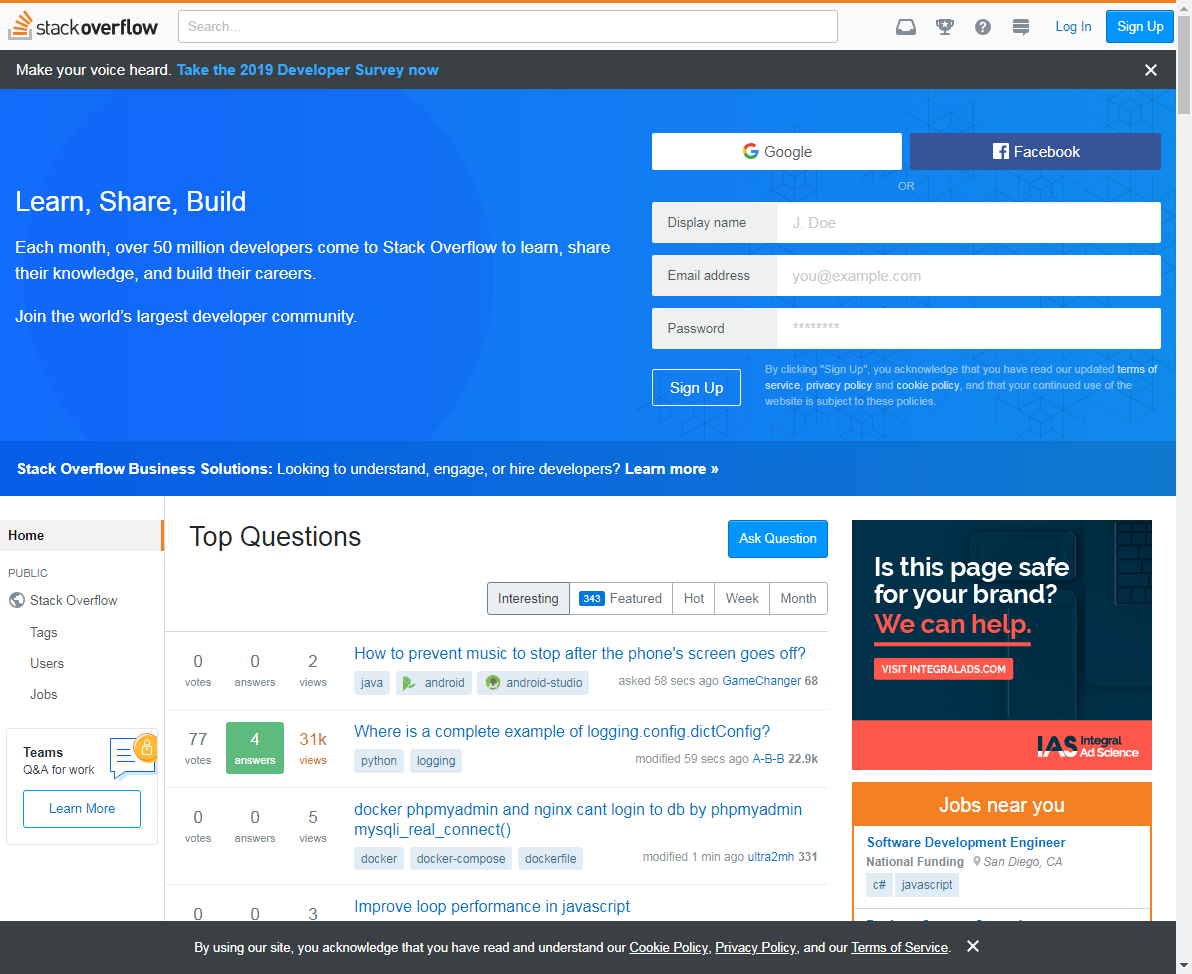 stackoverflow
Search...
Log In
Sign Up
Make your voice heard. Take the 2019 Developer Survey now
Google
Facebook
OR
Learn, Share, Build
Each month, over 50 million developers come to Stack Overflow to learn, share
their knowledge, and build their careers.
Join the world's largest developer community.
Display name
J. Doe
Email address
you@example.com
Password
********
Sign Up
By clicking "Sign Up", you acknowledge that you have read our updated terms of
service, privacy policy and cookie policy, and that your continued use of the
website is subject to these policies.
Stack Overflow Business Solutions: Looking to understand, engage, or hire developers? Learn more »
Home
PUBLIC
Stack Overflow
Tags
Users
Jobs
Teams
Q&A for work
Learn More
Top Questions
Ask Question
Interesting
343 Featured
Hot
Week
Month
0 votes
0 answers
2 views
How to prevent music to stop after the phone's screen goes off?
java android android-studio
asked 58 secs ago GameChanger 68
77 votes
4 answers
31k views
Where is a complete example of logging.config.dictConfig?
python logging
modified 59 secs ago A-B-B 22.9k
0 votes
0 answers
5 views
docker phpmyadmin and nginx cant login to db by phpmyadmin
mysqli_real_connect()
docker docker-compose dockerfile
modified 1 min ago ultra2mh 331
0
0
3
Improve loop performance in javascript
Is this page safe
for your brand?
We can help.
VISIT INTEGRALADS.COM
IAS Integral
Ad Science
Jobs near you
Software Development Engineer
National Funding San Diego, CA
c# javascript
By using our site, you acknowledge that you have read and understand our Cookie Policy, Privacy Policy, and our Terms of Service.